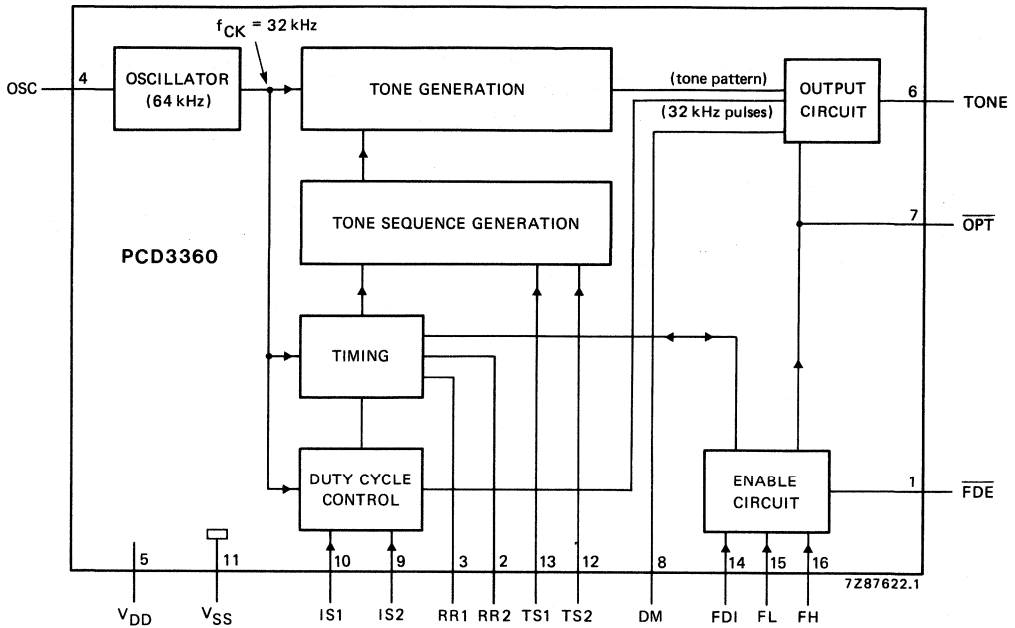 f_CK = 32 kHz
OSC
4
OSCILLATOR
(64 kHz)
TONE GENERATION
(tone pattern)
(32 kHz pulses)
OUTPUT
CIRCUIT
6
TONE
TONE SEQUENCE GENERATION
7
OPT
PCD3360
TIMING
DUTY CYCLE
CONTROL
ENABLE
CIRCUIT
1
FDE
5
11
10
9
3
2
13
12
8
14
15
16
7Z87622.1
VDD
VSS
IS1
IS2
RR1
RR2
TS1
TS2
DM
FDI
FL
FH